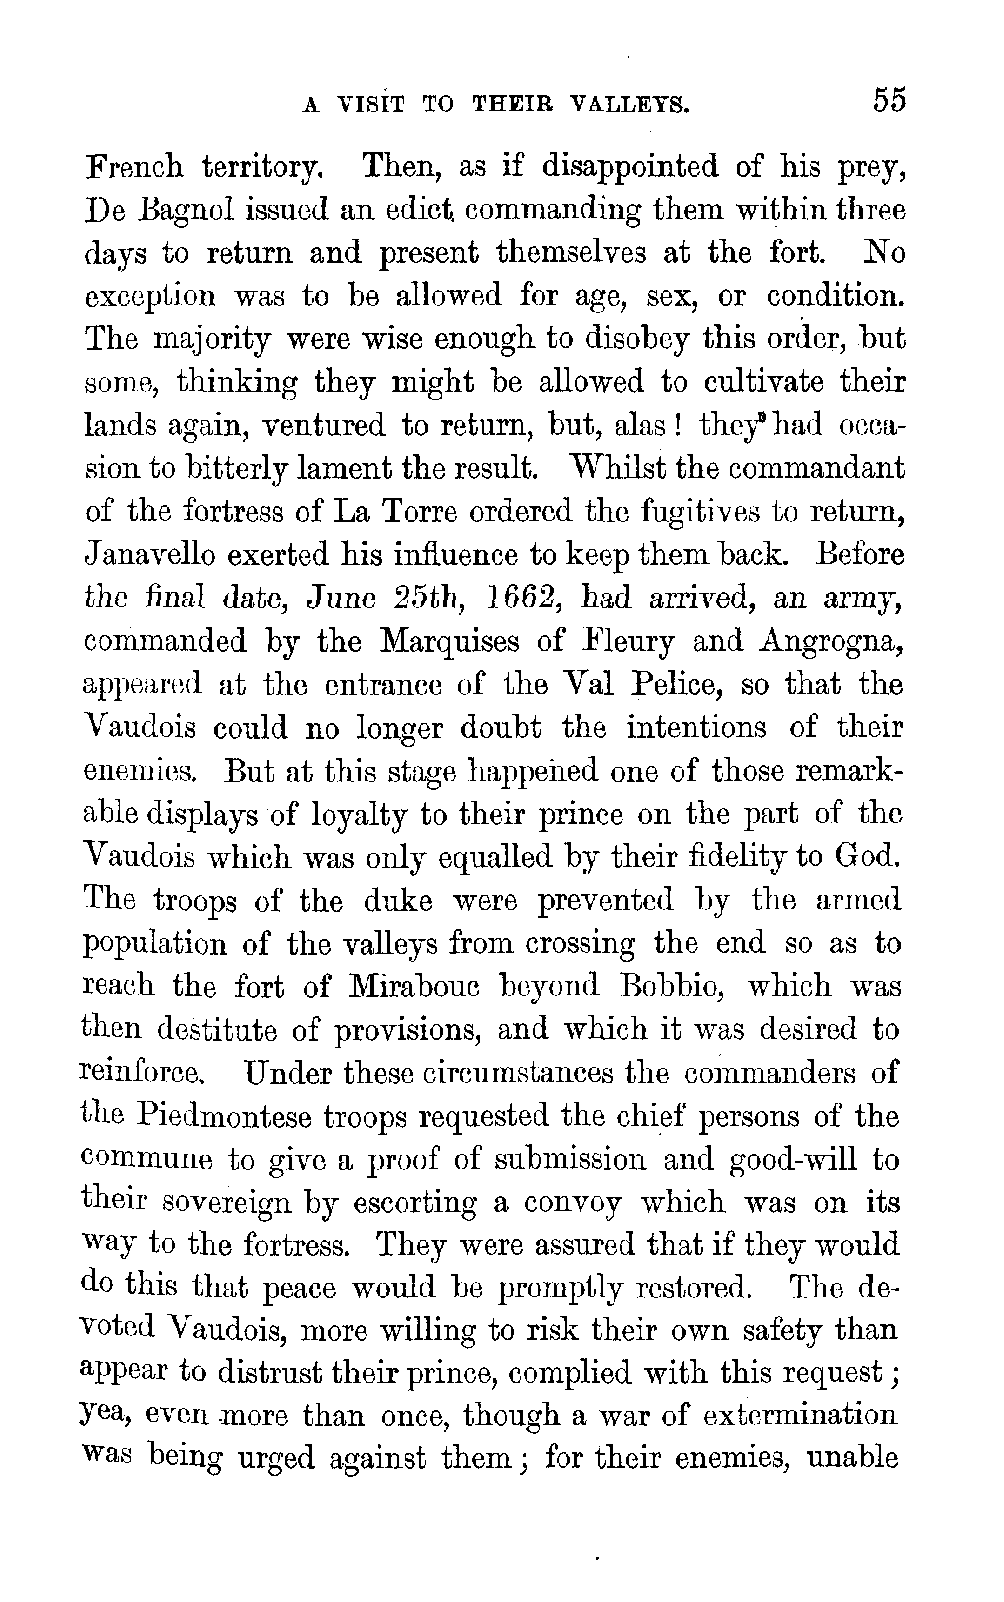 A VISIT TO THEIR VALLEYS. 55
French territory. Then, as if disappointed of his prey,
De Bagnol issued an edict commanding them within three
days to return and present themselves at the fort. No
exception was to be allowed for age, sex, or condition.
The majority were wise enough to disobey this order, but
some, thinking they might be allowed to cultivate their
lands again, ventured to return, but, alas! they had occa-
sion to bitterly lament the result. Whilst the commandant
of the fortress of La Torre ordered the fugitives to return,
Janavello exerted his influence to keep them back. Before
the final date, June 25th, 1662, had arrived, an army,
commanded by the Marquises of Fleury and Angrogna,
appeared at the entrance of the Val Pelice, so that the
Vaudois could no longer doubt the intentions of their
enemies. But at this stage happened one of those remark-
able displays of loyalty to their prince on the part of the
Vaudois which was only equalled by their fidelity to God.
The troops of the duke were prevented by the armed
population of the valleys from crossing the end so as to
reach the fort of Mirabouc beyond Bobbio, which was
then destitute of provisions, and which it was desired to
reinforce. Under these circumstances the commanders of
the Piedmontese troops requested the chief persons of the
commune to give a proof of submission and good-will to
their sovereign by escorting a convoy which was on its
way to the fortress. They were assured that if they would
do this that peace would be promptly restored. The de-
voted Vaudois, more willing to risk their own safety than
appear to distrust their prince, complied with this request;
yea, even more than once, though a war of extermination
was being urged against them; for their enemies, unable